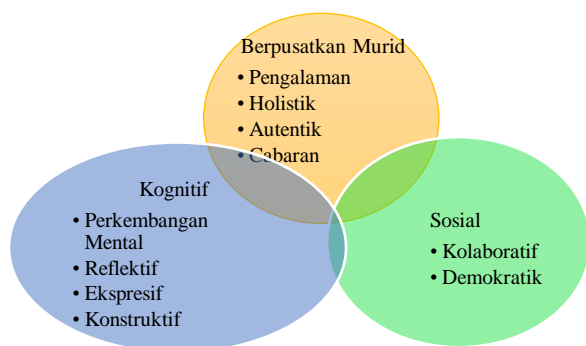 Berpusatkan Murid
• Pengalaman
• Holistik
• Autentik
• Cabaran
Kognitif
• Perkembangan
Mental
• Reflektif
• Ekspresif
• Konstruktif
Sosial
• Kolaboratif
• Demokratik